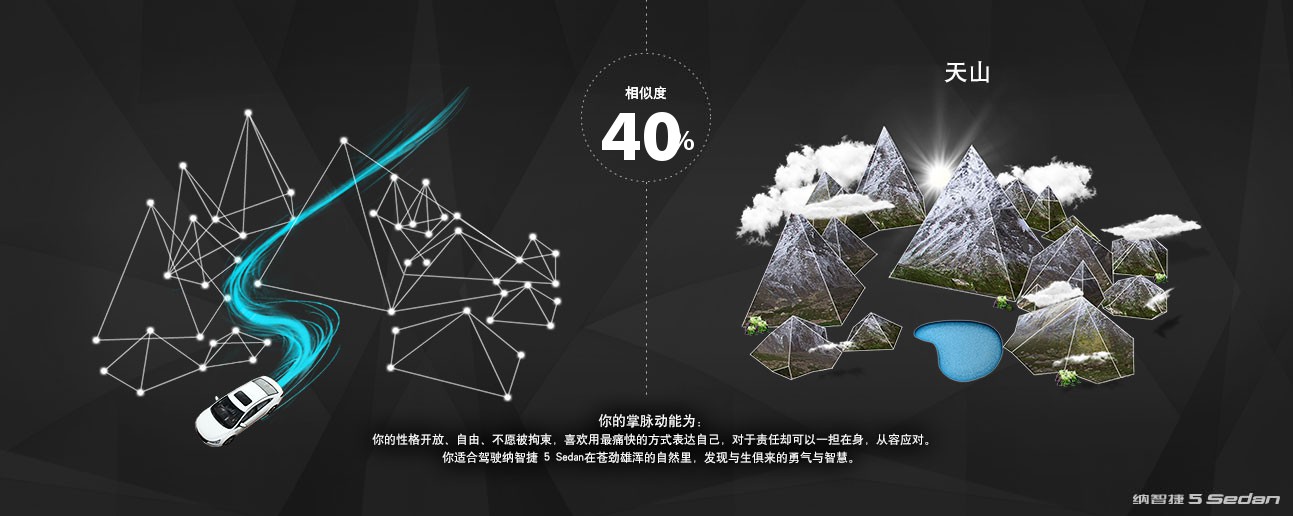 相似度
40%
天山
你的掌脉动能为：
你的性格开放、自由、不愿被拘束，喜欢用最痛快的方式表达自己，对于责任却可以一担在身，从容应对。
你适合驾驶纳智捷 5 Sedan在苍劲雄浑的自然里，发现与生俱来的勇气与智慧。
纳智捷 5 Sedan